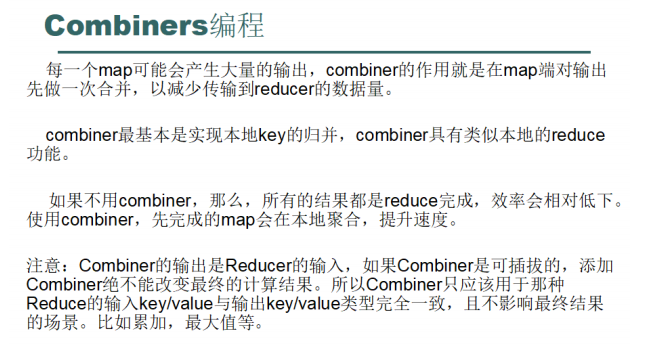 Combiners编程
每一个map可能会产生大量的输出，combiner的作用就是在map端对输出
先做一次合并，以减少传输到reducer的数据量。
combiner最基本是实现本地key的归并，combiner具有类似本地的reduce
功能。
如果不用combiner，那么，所有的结果都是reduce完成，效率会相对低下。
使用combiner，先完成的map会在本地聚合，提升速度。
注意：Combiner的输出是Reducer的输入，如果Combiner是可插拔的，添加
Combiner绝不能改变最终的计算结果。所以Combiner只应该用于那种
Reduce的输入key/value与输出key/value类型完全一致，且不影响最终结果
的场景。比如累加，最大值等。